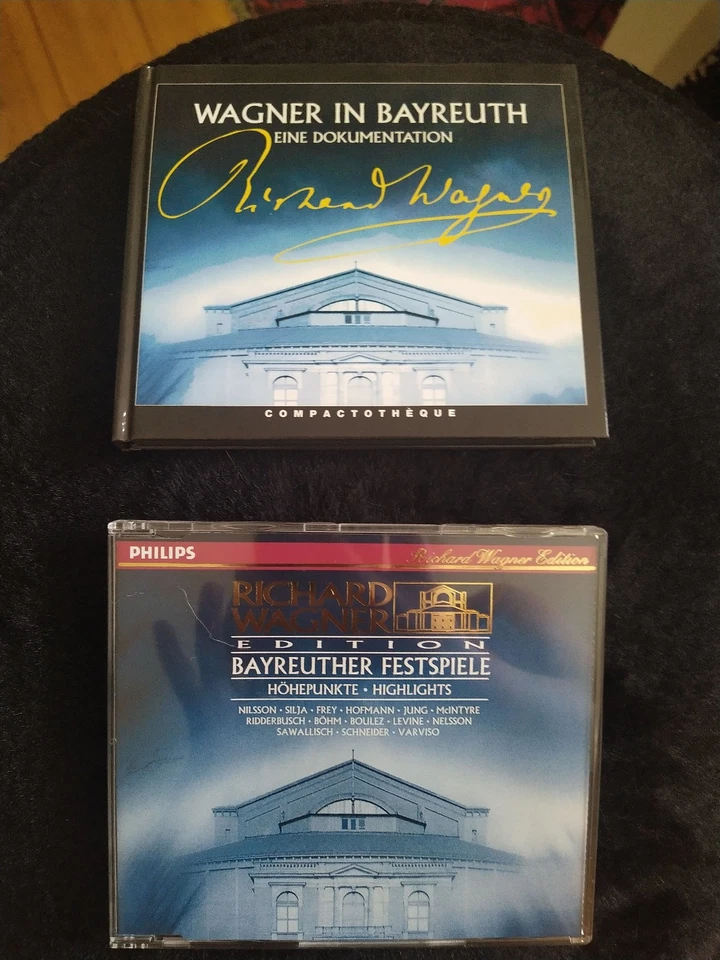 WAGNER IN BAYREUTH
EINE DOKUMENTATION
Richard Wagner
COMPACTOTHÈQUE
PHILIPS
Richard Wagner Edition
RICHARD
WAGNER
EDITION
BAYREUTHER FESTSPIELE
HÖHEPUNKTE • HIGHLIGHTS
NILSSON • SILJA • FREY • HOFMANN • JUNG • McINTYRE
RIDDERBUSCH • BÖHM • BOULEZ • LEVINE • NELSSON
SAWALLISCH • SCHNEIDER • VARVISO